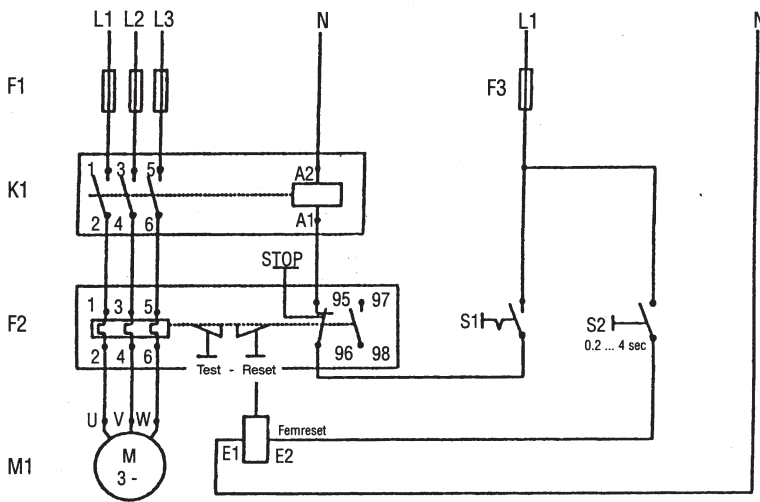 L1 L2 L3 N L1 N
F1 F3
K1 1 3 5 A2
2 4 6 A1
STOP
F2 1 3 5 95 97
S1 S2
2 4 6 96 98 0.2 ... 4 sec
Test - Reset
U V W Femreset
E1 E2
M1 M
3 -